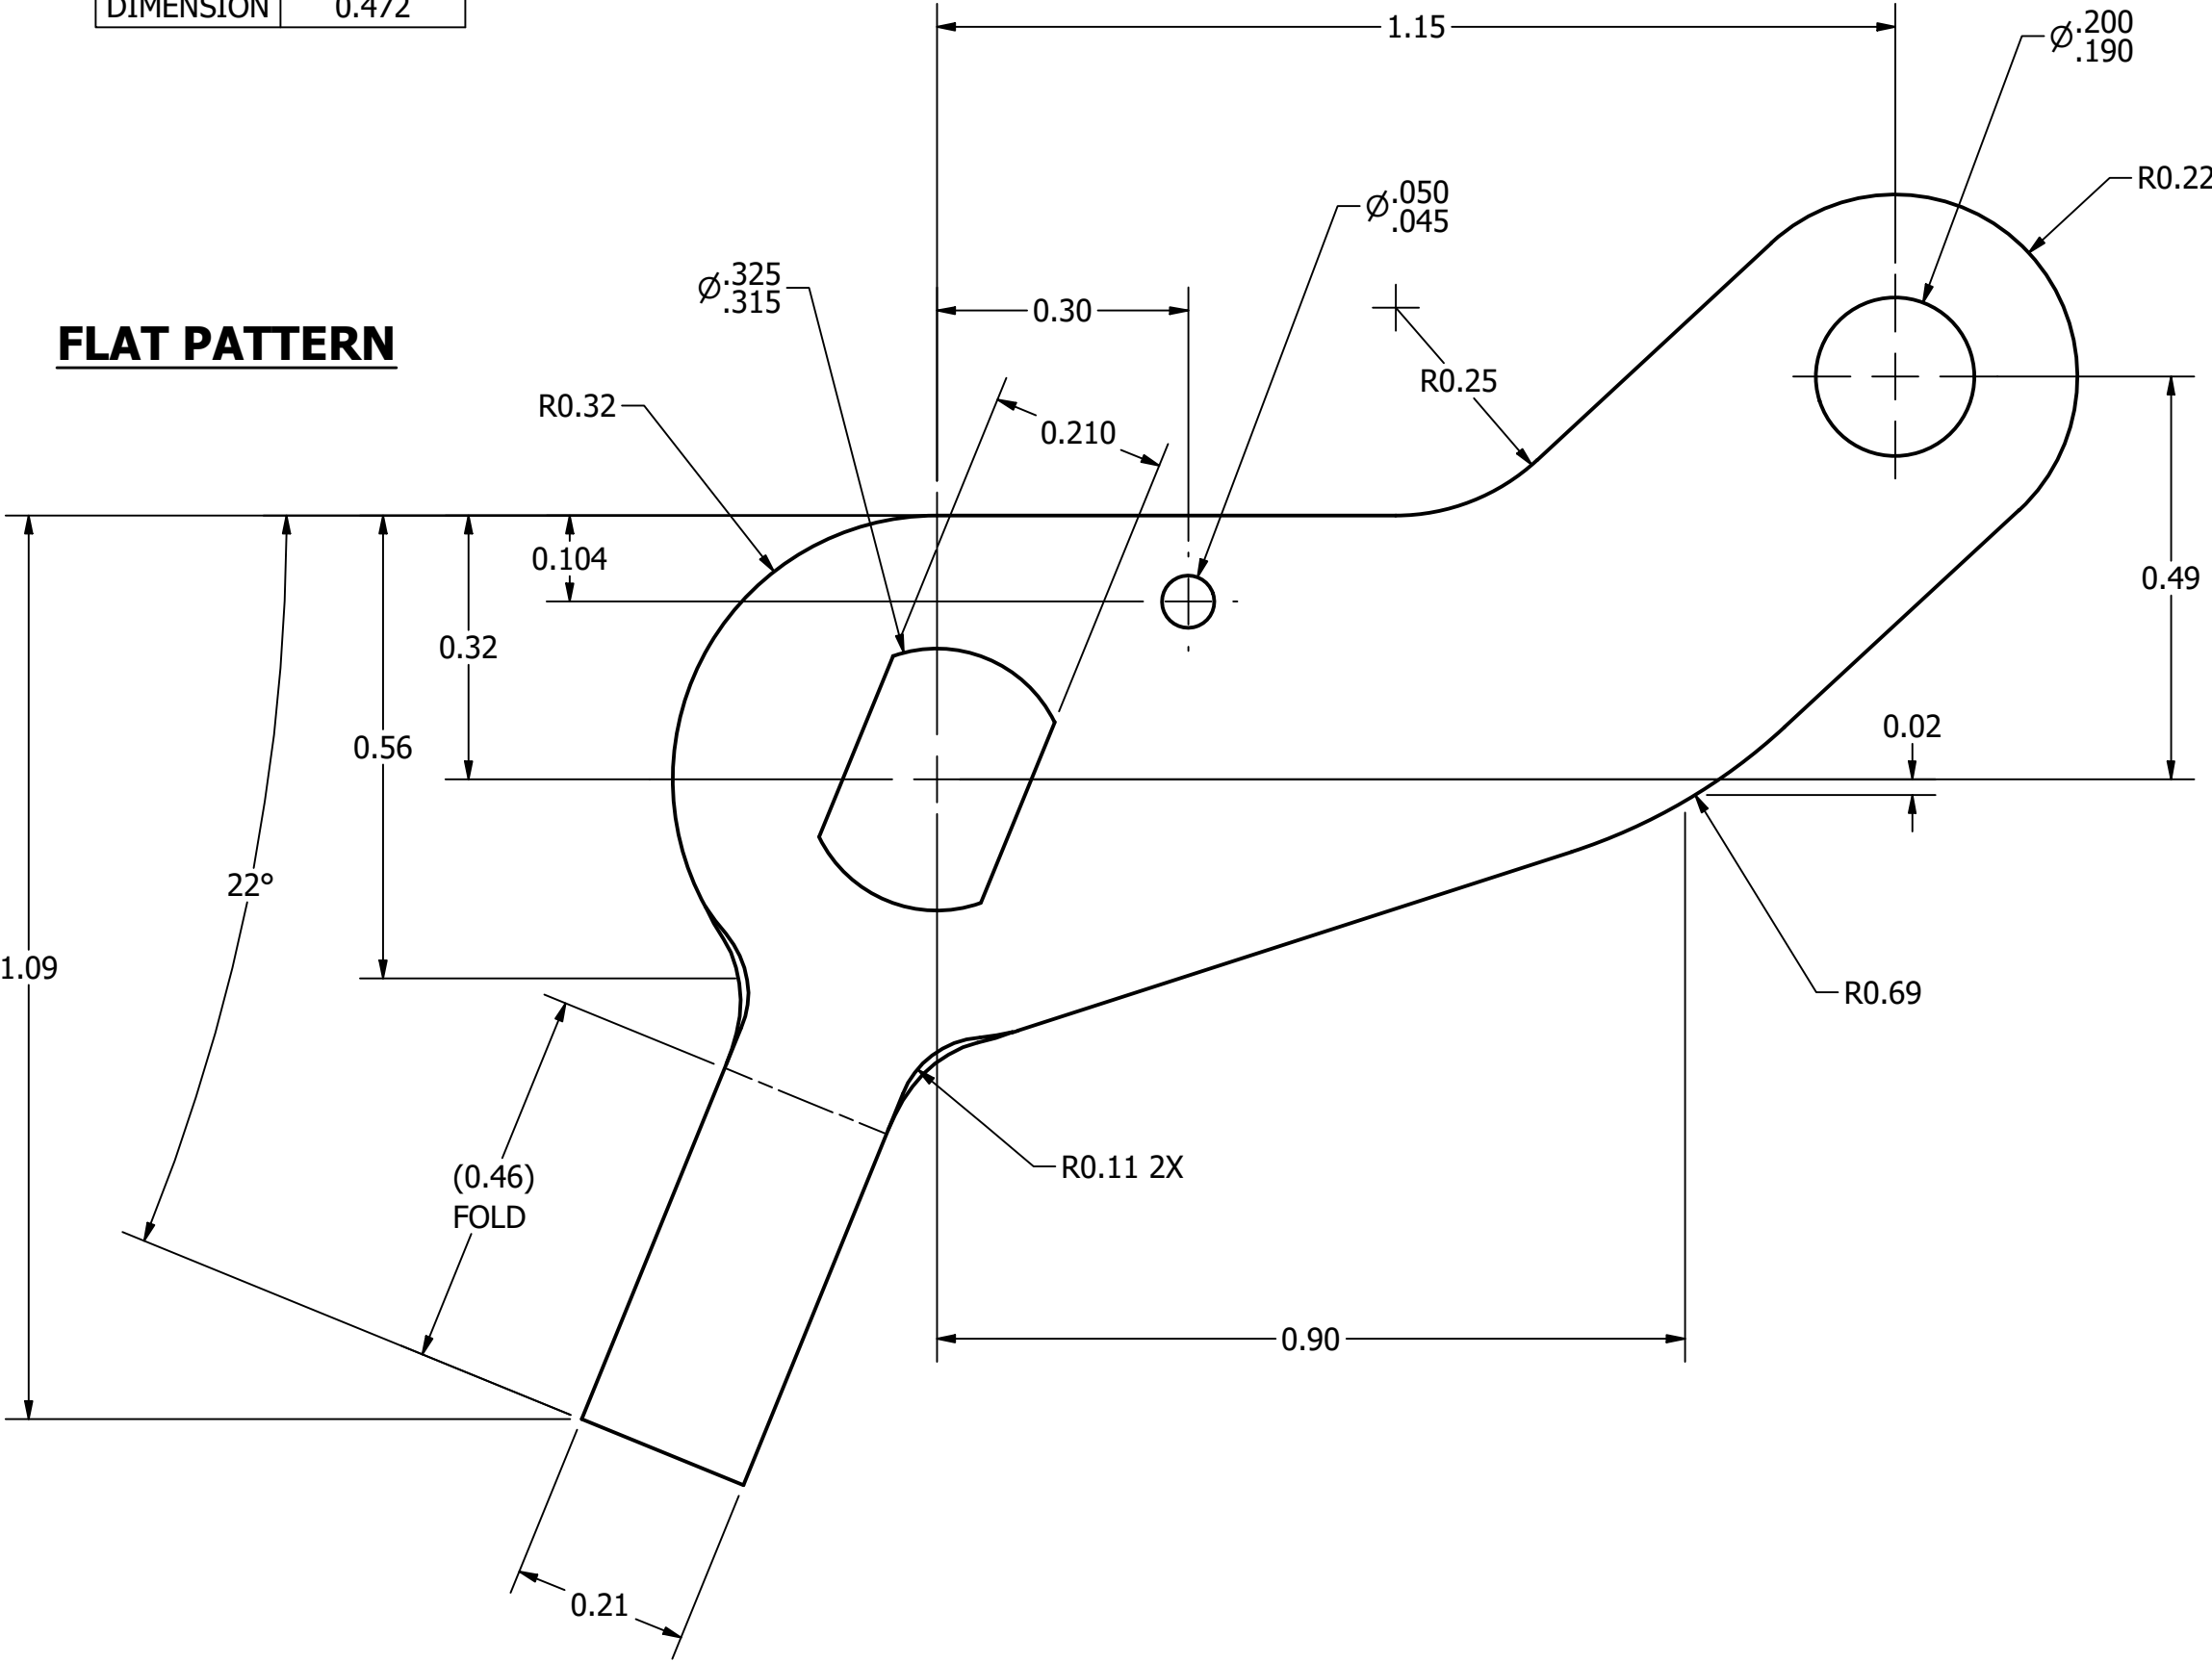 DIMENSION 0.472
1.15
⌀.200
.190
R0.22
⌀.050
.045
⌀.325
.315
0.30
FLAT PATTERN
R0.25
R0.32
0.210
0.104
0.49
0.32
0.02
0.56
22°
1.09
R0.69
R0.11 2X
(0.46)
FOLD
0.90
0.21